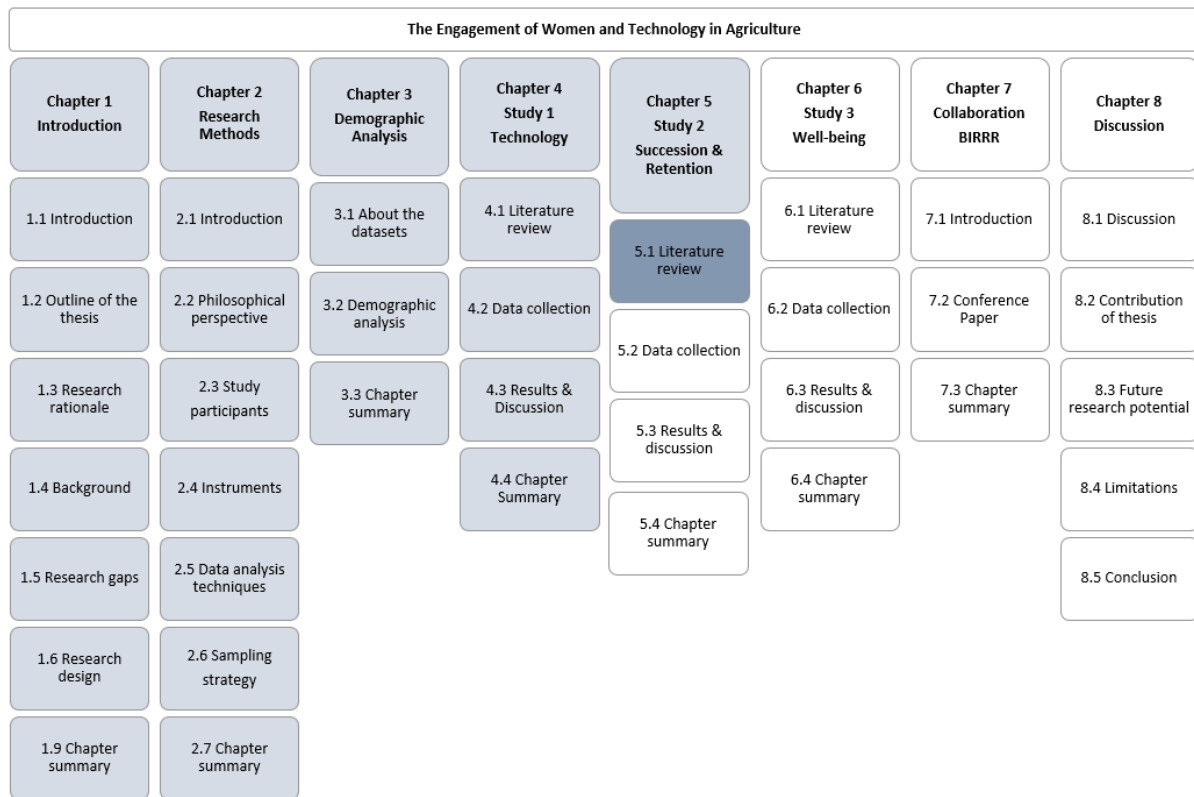 The Engagement of Women and Technology in Agriculture
Chapter 1
Introduction
1.1 Introduction
1.2 Outline of the
thesis
1.3 Research
rationale
1.4 Background
1.5 Research gaps
1.6 Research
design
1.9 Chapter
summary
Chapter 2
Research
Methods
2.1 Introduction
2.2 Philosophical
perspective
2.3 Study
participants
2.4 Instruments
2.5 Data analysis
techniques
2.6 Sampling
strategy
2.7 Chapter
summary
Chapter 3
Demographic
Analysis
3.1 About the
datasets
3.2 Demographic
analysis
3.3 Chapter
summary
Chapter 4
Study 1
Technology
4.1 Literature
review
4.2 Data collection
4.3 Results &
Discussion
4.4 Chapter
Summary
Chapter 5
Study 2
Succession &
Retention
5.1 Literature
review
5.2 Data collection
5.3 Results &
discussion
5.4 Chapter
summary
Chapter 6
Study 3
Well-being
6.1 Literature
review
6.2 Data collection
6.3 Results &
discussion
6.4 Chapter
summary
Chapter 7
Collaboration
BIRRR
7.1 Introduction
7.2 Conference
Paper
7.3 Chapter
summary
Chapter 8
Discussion
8.1 Discussion
8.2 Contribution
of thesis
8.3 Future
research potential
8.4 Limitations
8.5 Conclusion